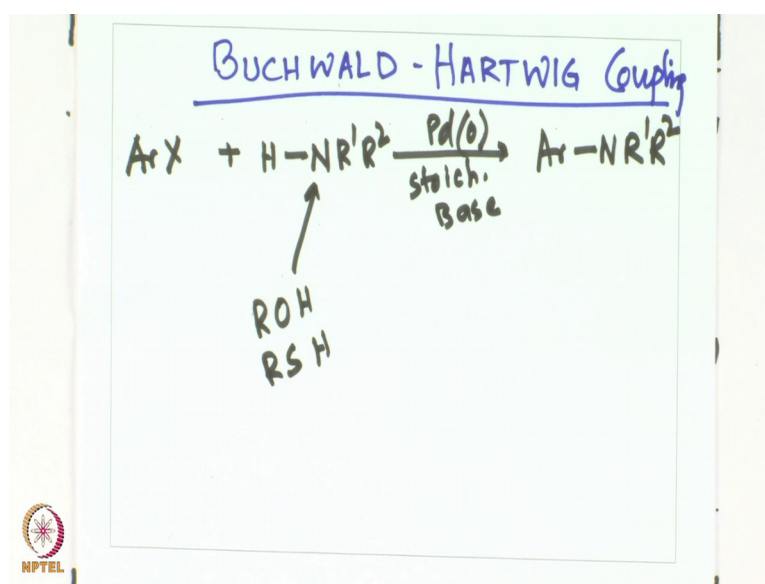 BUCHWALD - HARTWIG Coupling
ArX + H-NR¹R² Pd(0) Ar-NR¹R²
stoich.
Base
ROH
RSH
NPTEL